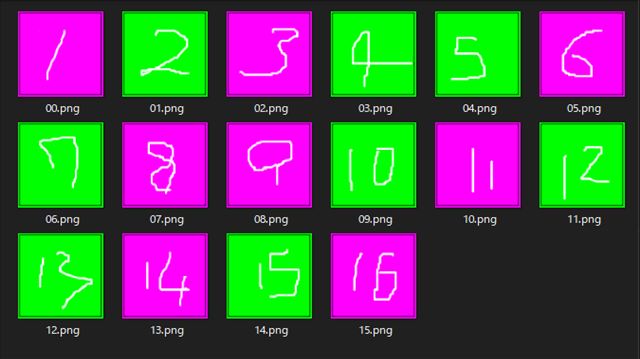 1 2 3 4 5 6
00.png 01.png 02.png 03.png 04.png 05.png
7 8 9 10 11 12
06.png 07.png 08.png 09.png 10.png 11.png
13 14 15 16
12.png 13.png 14.png 15.png